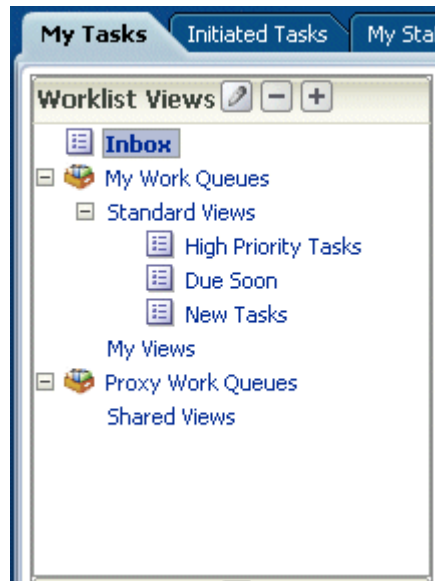 My Tasks Initiated Tasks My Sta
Worklist Views
Inbox
My Work Queues
Standard Views
High Priority Tasks
Due Soon
New Tasks
My Views
Proxy Work Queues
Shared Views